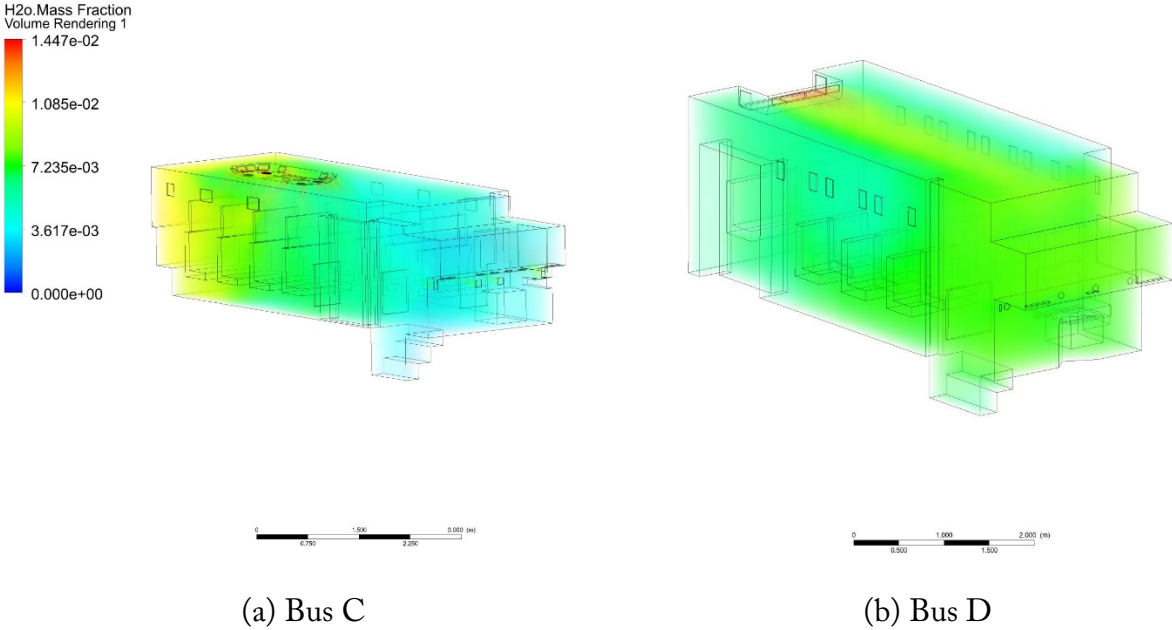 H2o.Mass Fraction
Volume Rendering 1
1.447e-02
1.085e-02
7.235e-03
3.617e-03
0.000e+00
0 1.500 3.000 (m)
0.750 2.250
0 1.000 2.000 (m)
0.500 1.500
(a) Bus C
(b) Bus D